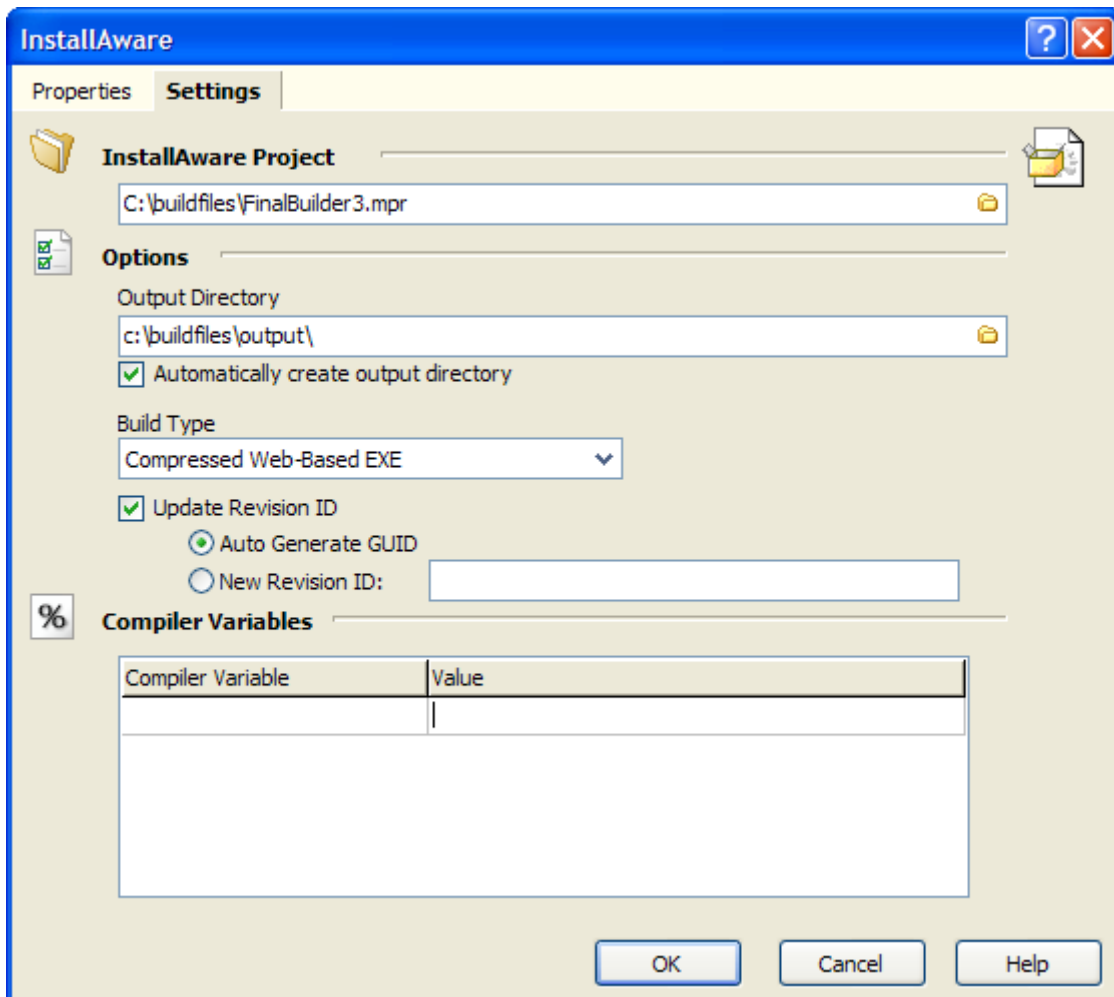 InstallAware
Properties Settings
InstallAware Project
C:\buildfiles\FinalBuilder3.mpr
Options
Output Directory
c:\buildfiles\output\
Automatically create output directory
Build Type
Compressed Web-Based EXE
Update Revision ID
Auto Generate GUID
New Revision ID:
%
Compiler Variables
Compiler Variable Value
OK Cancel Help